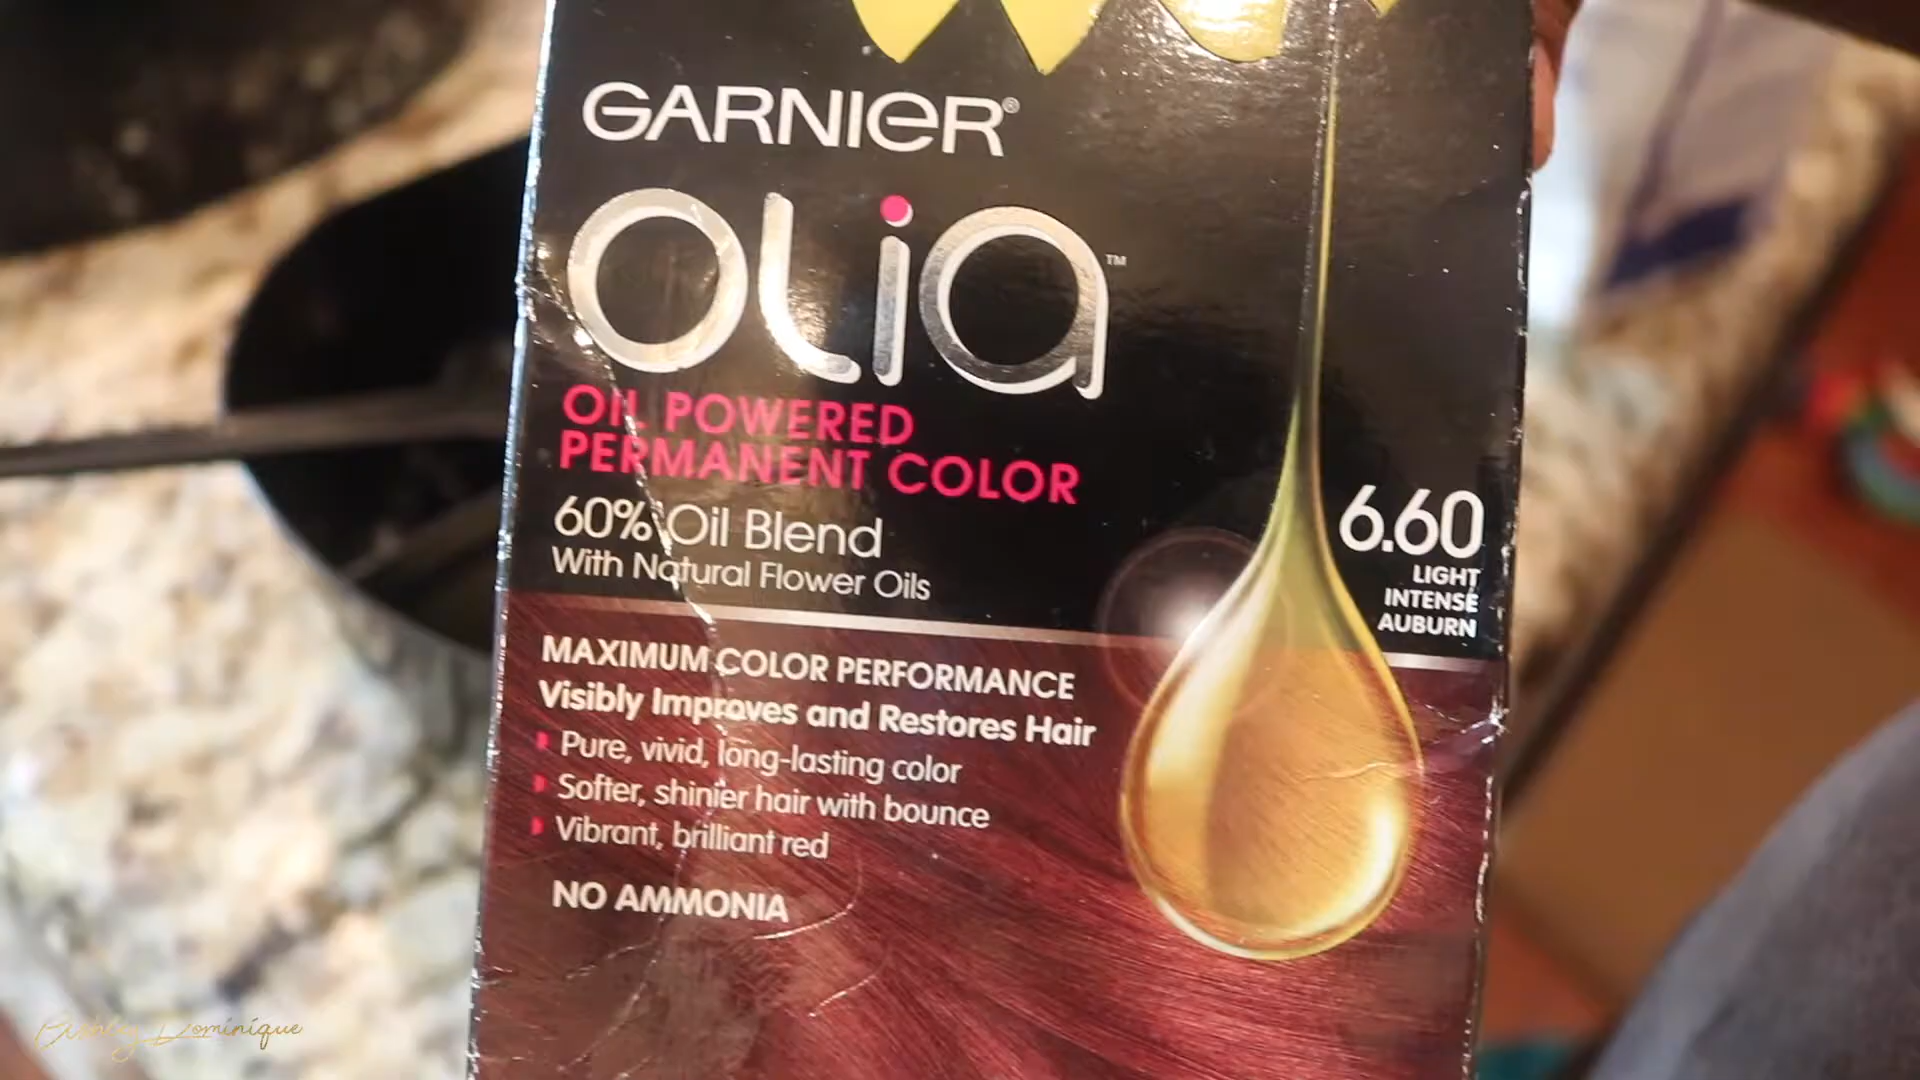 GARNIER®
OLiA™
OIL POWERED
PERMANENT COLOR
60% Oil Blend
With Natural Flower Oils
6.60
LIGHT
INTENSE
AUBURN
MAXIMUM COLOR PERFORMANCE
Visibly Improves and Restores Hair
Pure, vivid, long-lasting color
Softer, shinier hair with bounce
Vibrant, brilliant red
NO AMMONIA
Dominique